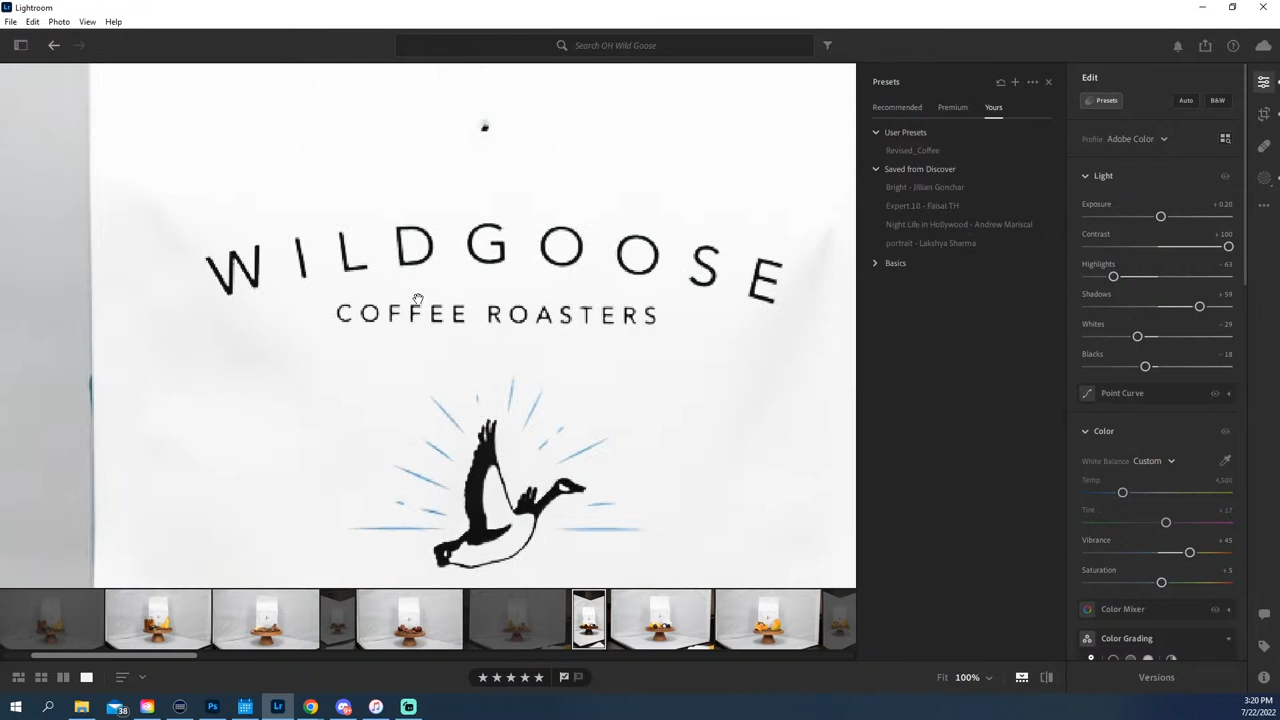 Lr Lightroom
File Edit Photo View Help
Search OH Wild Goose
WILDGOOSE
COFFEE ROASTERS
Presets
Recommended Premium Yours
User Presets
Revised_Coffee
Saved from Discover
Bright - Jillian Gonchar
Expert.10 - Faisal TH
Night Life in Hollywood - Andrew Mariscal
portrait - Lakshya Sharma
Basics
Edit
Presets Auto B&W
Profile Adobe Color
Light
Exposure + 0.20
Contrast + 100
Highlights - 63
Shadows + 59
Whites - 29
Blacks - 18
Point Curve
Color
White Balance Custom
Temp 4,500
Tint + 17
Vibrance + 45
Saturation + 5
Color Mixer
Color Grading
Fit 100%
Versions
38 Ps Lr
3:20 PM
7/22/2022